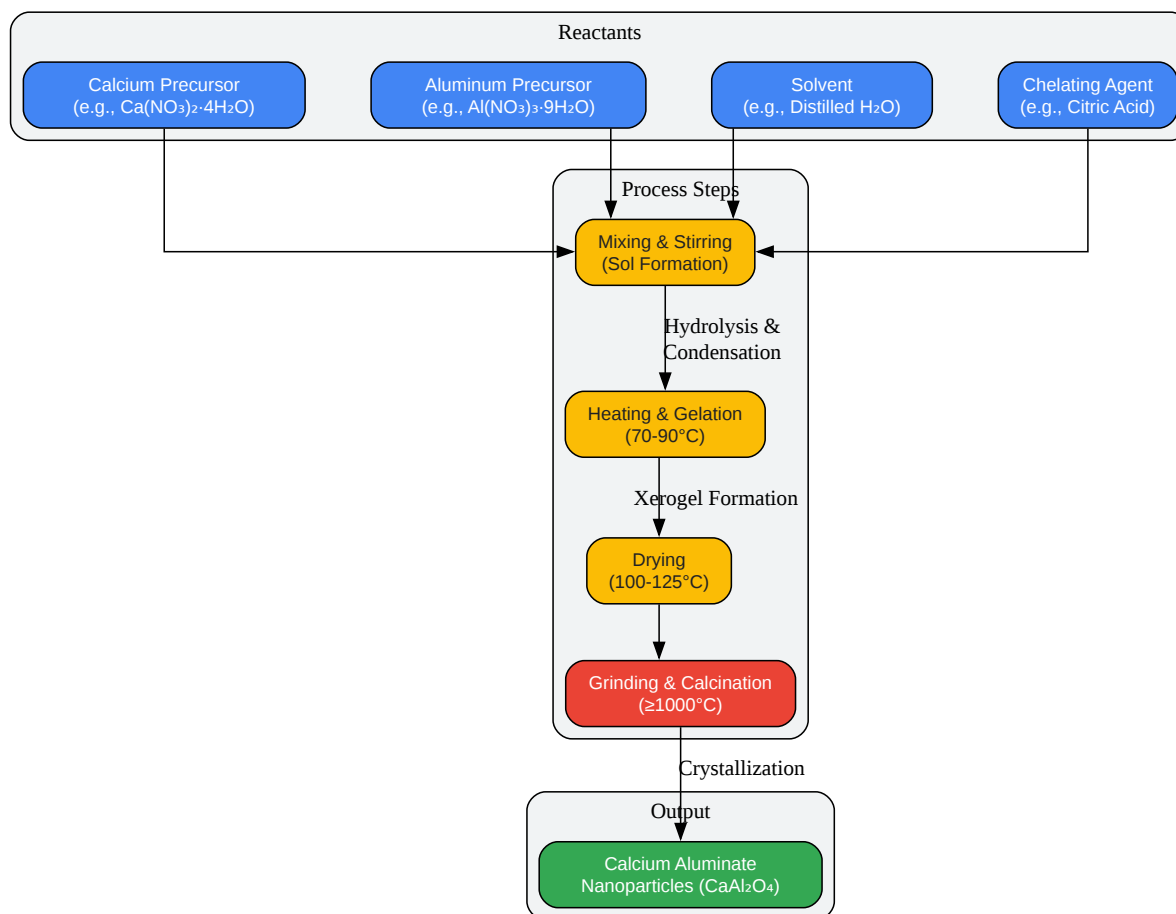 Reactants
Calcium Precursor
(e.g., Ca(NO₃)₂·4H₂O)
Aluminum Precursor
(e.g., Al(NO₃)₃·9H₂O)
Solvent
(e.g., Distilled H₂O)
Chelating Agent
(e.g., Citric Acid)
Process Steps
Mixing & Stirring
(Sol Formation)
Hydrolysis &
Condensation
Heating & Gelation
(70-90°C)
Xerogel Formation
Drying
(100-125°C)
Grinding & Calcination
(≥1000°C)
Crystallization
Output
Calcium Aluminate
Nanoparticles (CaAl₂O₄)